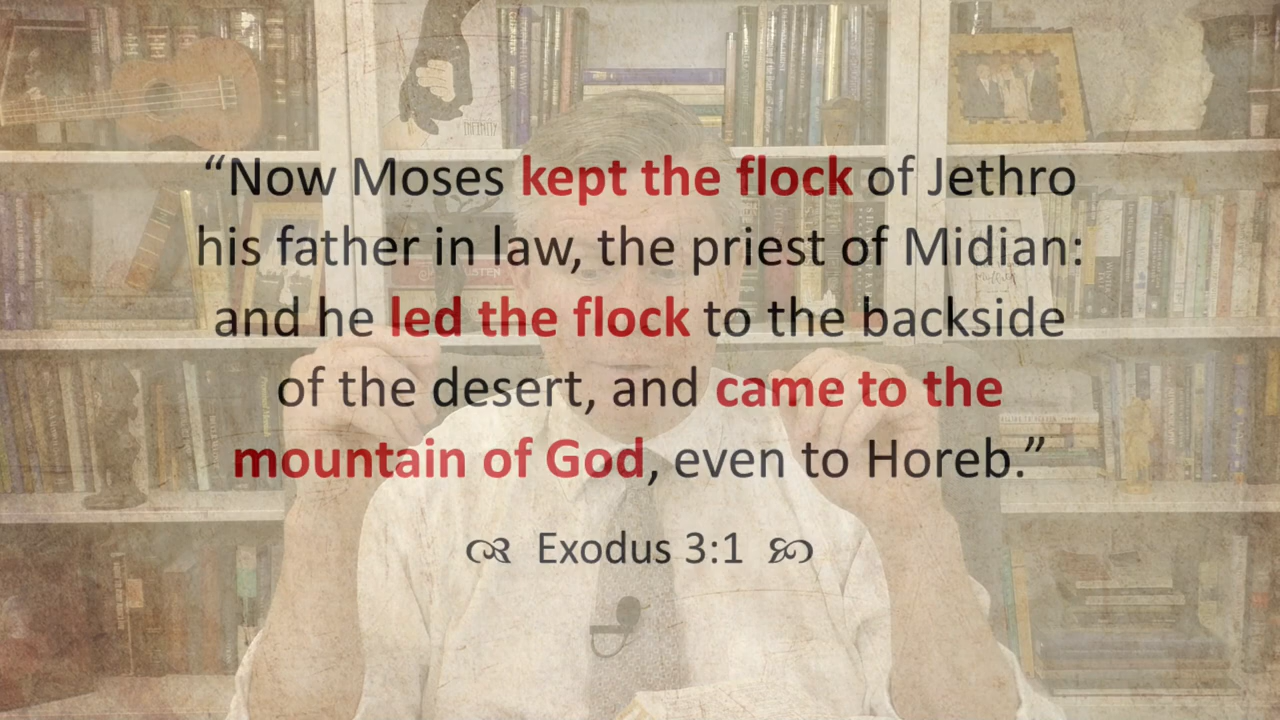 INFINITY
“Now Moses kept the flock of Jethro
his father in law, the priest of Midian:
and he led the flock to the backside
of the desert, and came to the
mountain of God, even to Horeb.”
Exodus 3:1